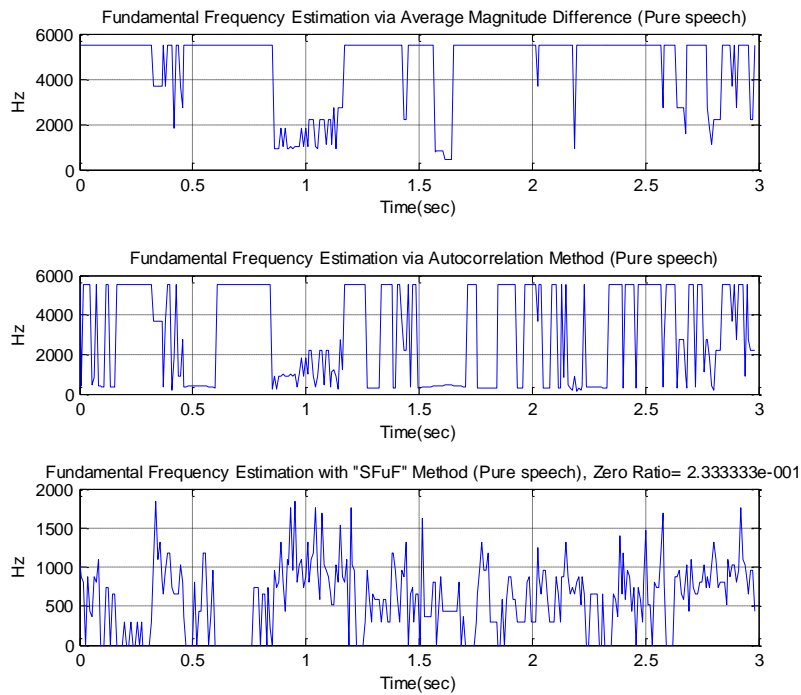 Fundamental Frequency Estimation via Average Magnitude Difference (Pure speech)
6000
4000
2000
0
Hz
0 0.5 1 1.5 2 2.5 3
Time(sec)
Fundamental Frequency Estimation via Autocorrelation Method (Pure speech)
6000
4000
2000
0
Hz
0 0.5 1 1.5 2 2.5 3
Time(sec)
Fundamental Frequency Estimation with "SFuF" Method (Pure speech), Zero Ratio= 2.333333e-001
2000
1500
1000
500
0
Hz
0 0.5 1 1.5 2 2.5 3
Time(sec)